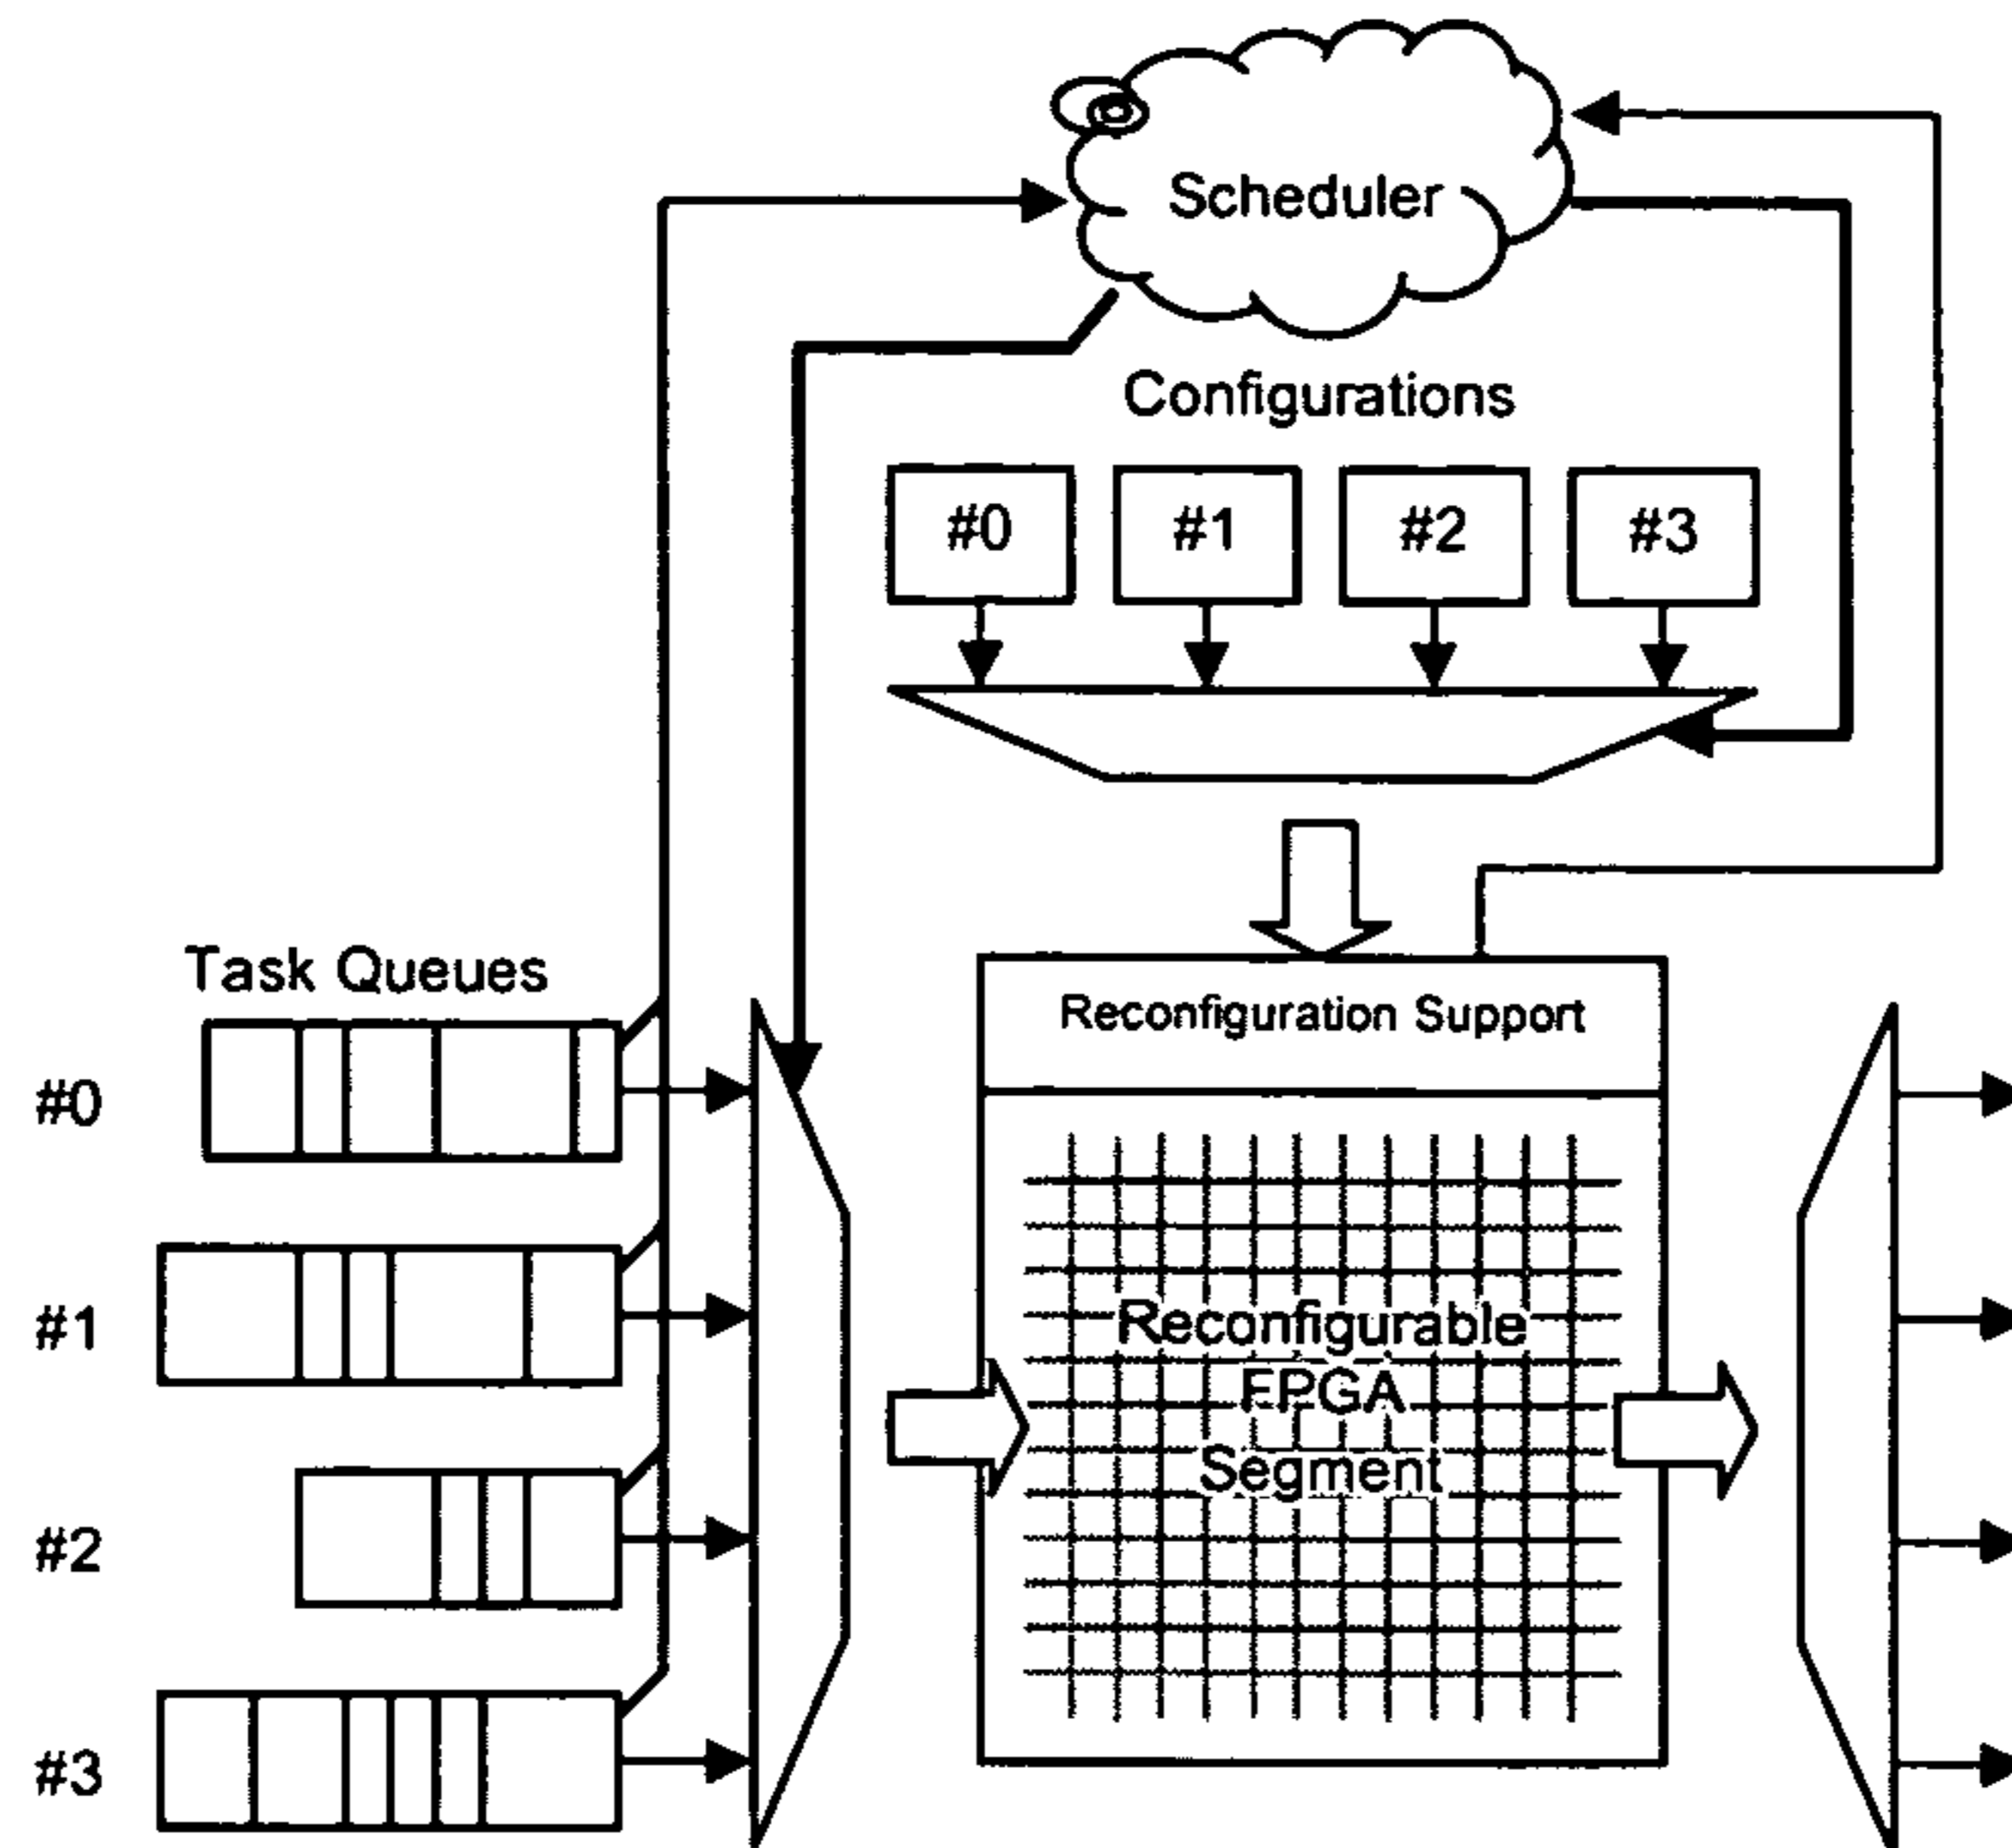 Scheduler
Configurations
#0 #1 #2 #3
Task Queues
Reconfiguration Support
#0
#1
#2
#3
Reconfigurable
FPGA
Segment